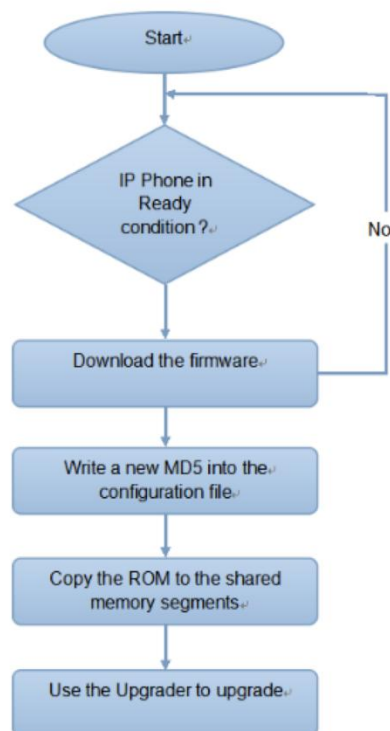 Start
IP Phone in
Ready
condition?
No
Download the firmware
Write a new MD5 into the
configuration file
Copy the ROM to the shared
memory segments
Use the Upgrader to upgrade